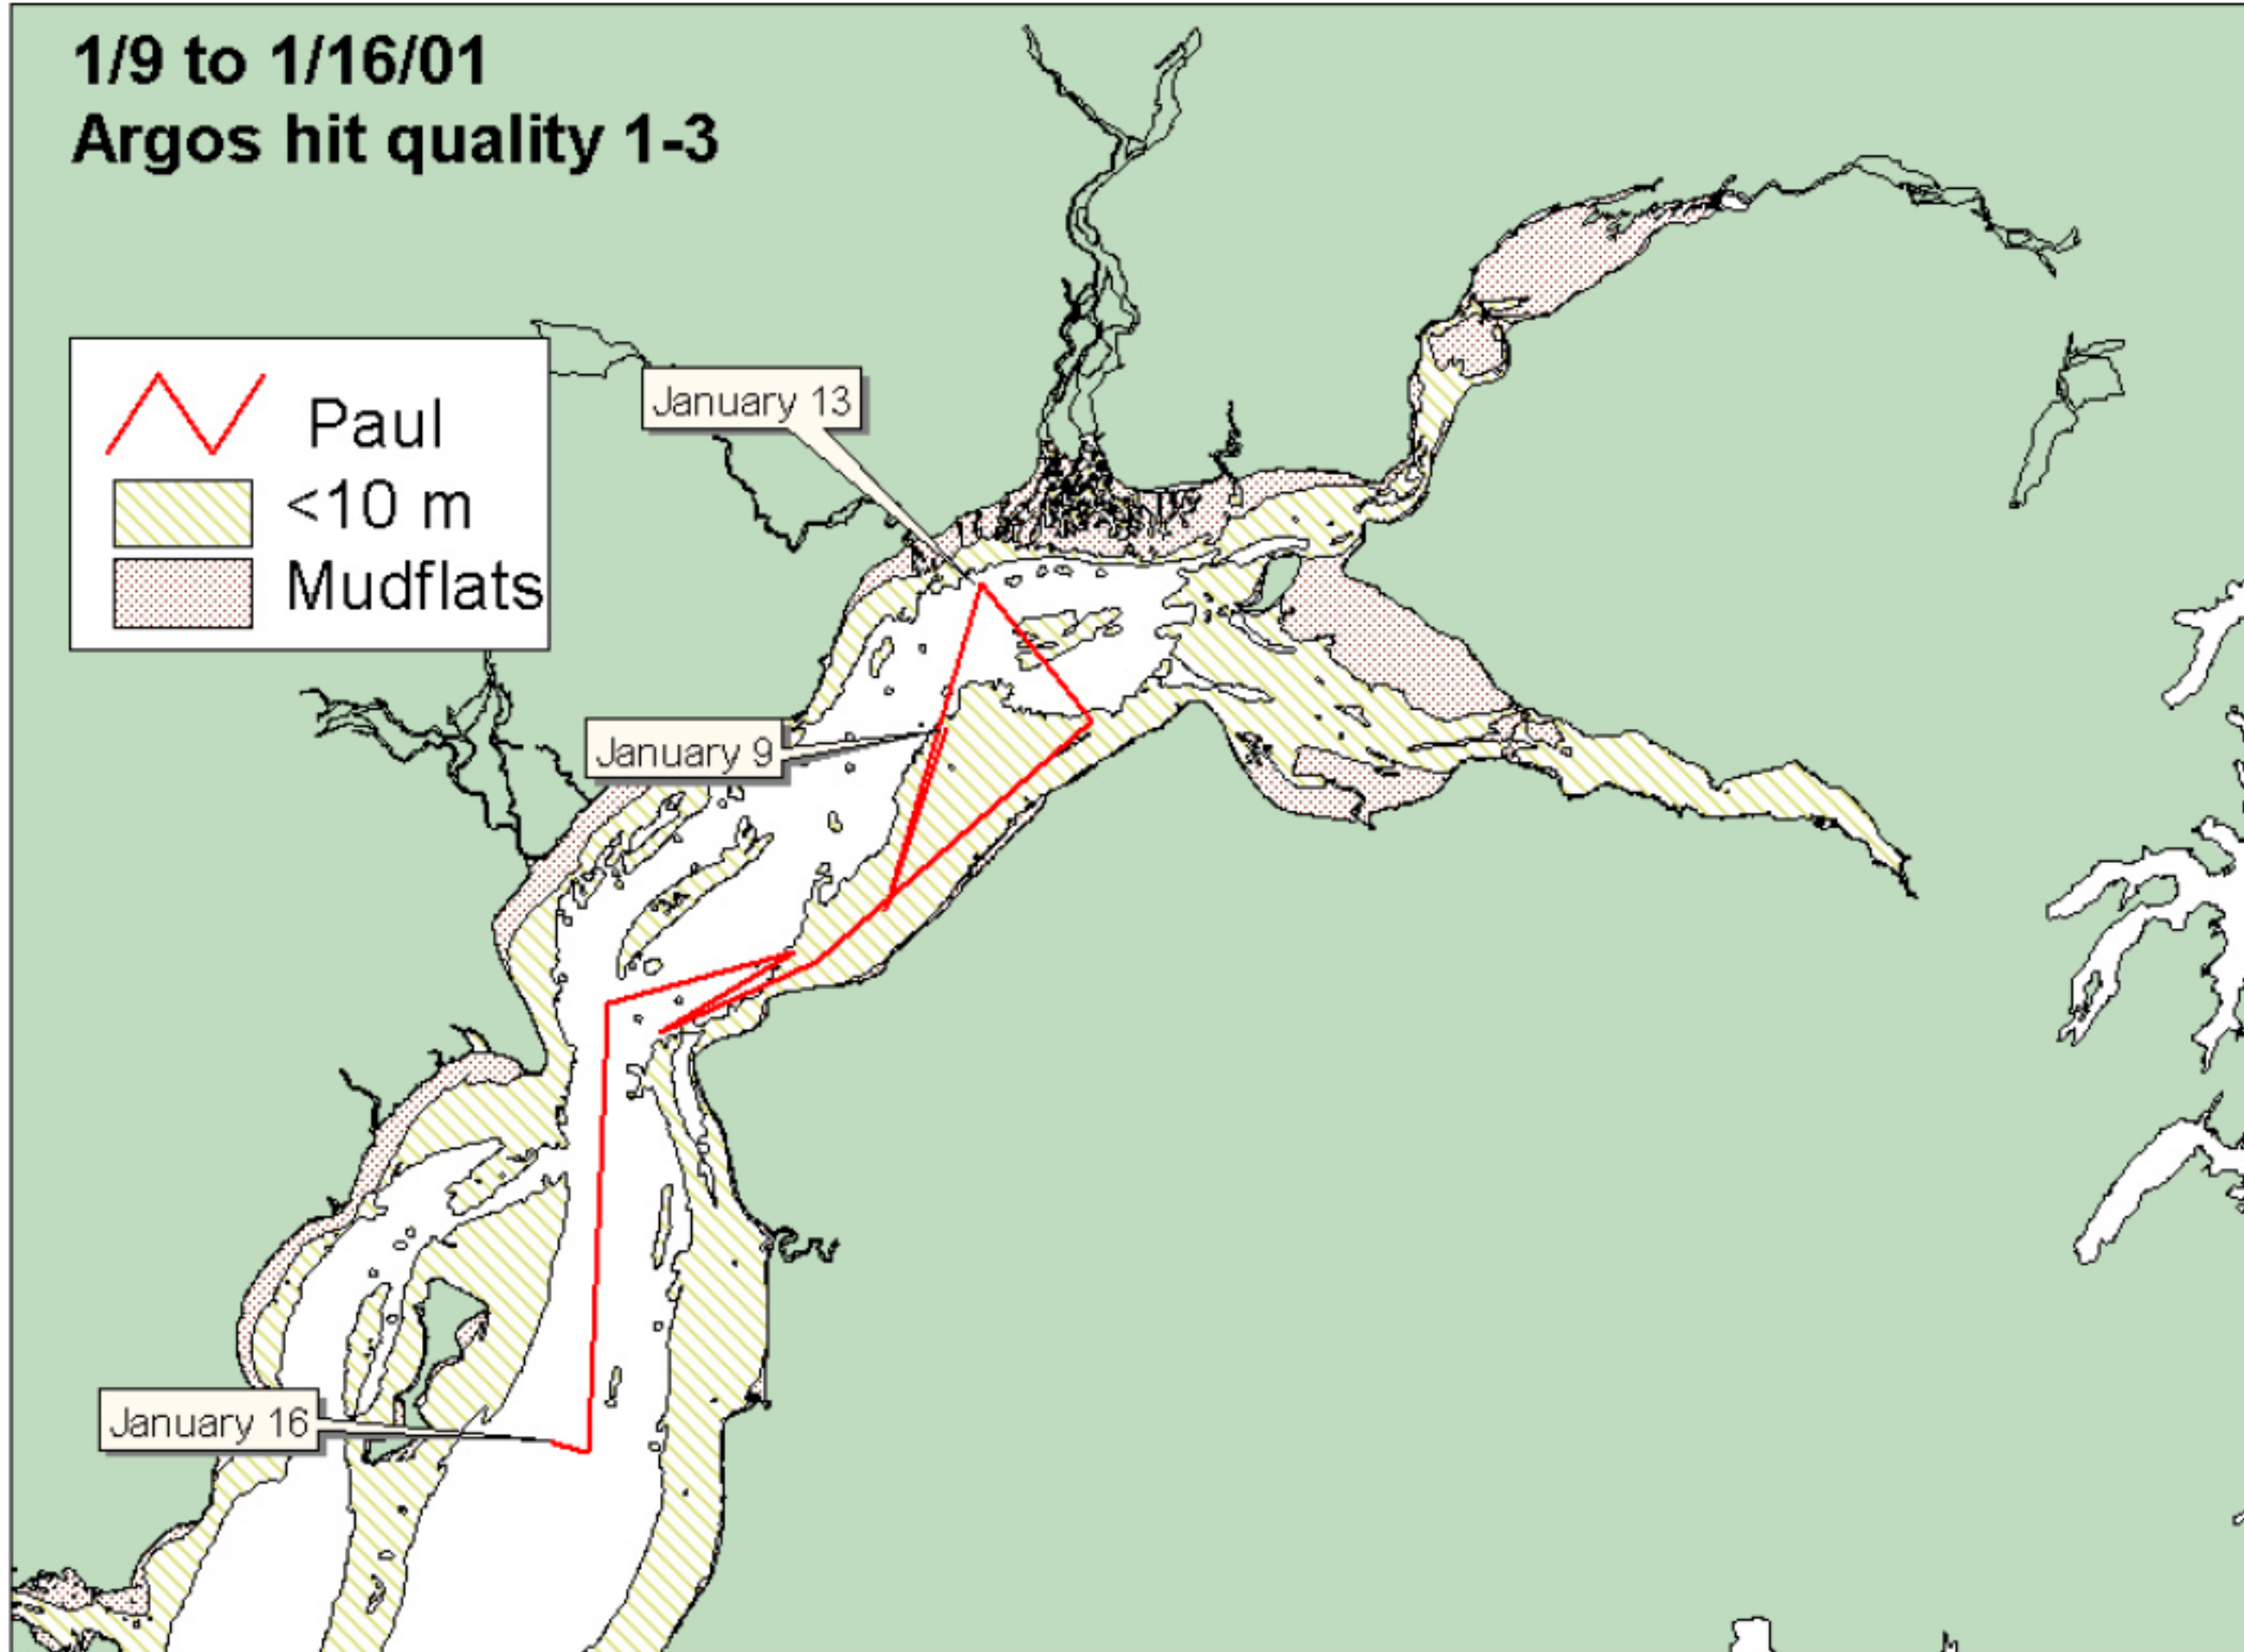 1/9 to 1/16/01
Argos hit quality 1-3
Paul
<10 m
Mudflats
January 13
January 9
January 16